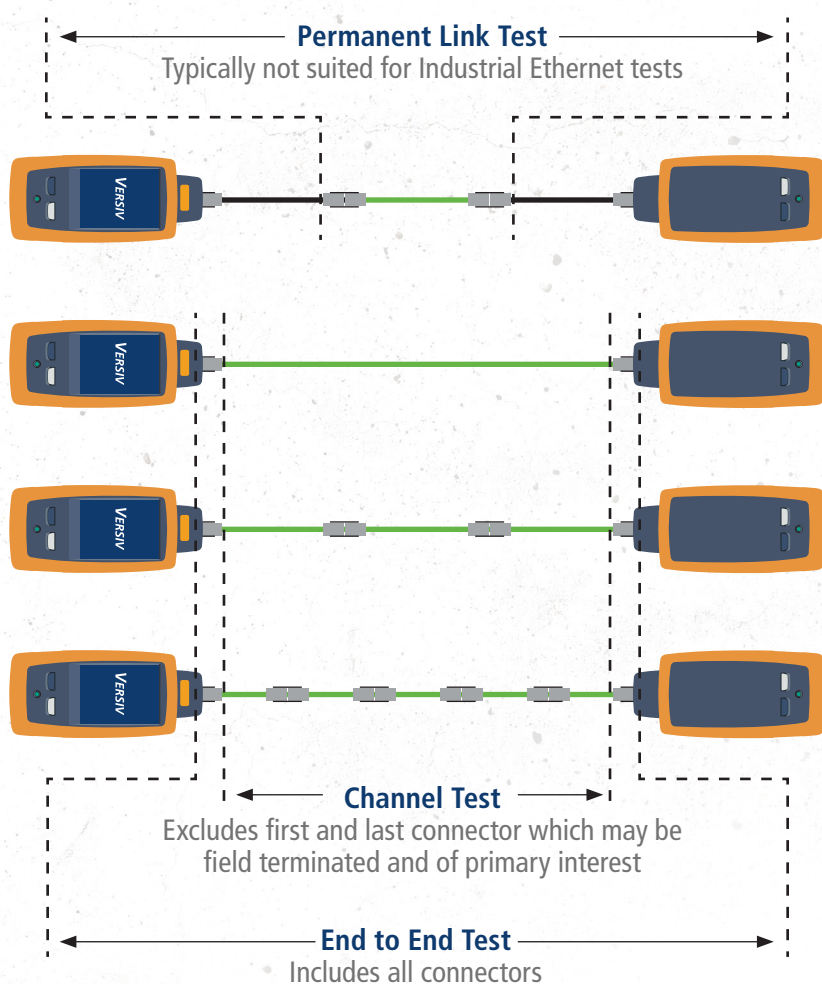 Permanent Link Test
Typically not suited for Industrial Ethernet tests
VERSIV
VERSIV
VERSIV
VERSIV
Channel Test
Excludes first and last connector which may be
field terminated and of primary interest
End to End Test
Includes all connectors